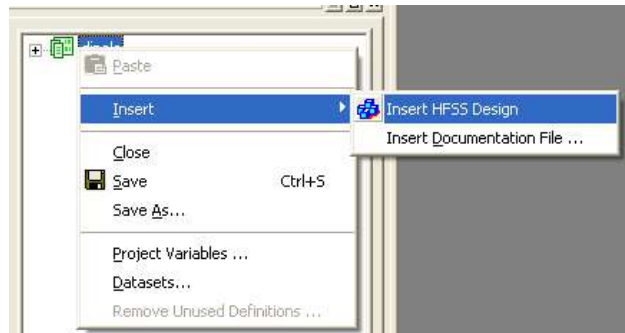 Paste
Insert
Insert HFSS Design
Insert Documentation File ...
Close
Save Ctrl+S
Save As...
Project Variables ...
Datasets...
Remove Unused Definitions ...